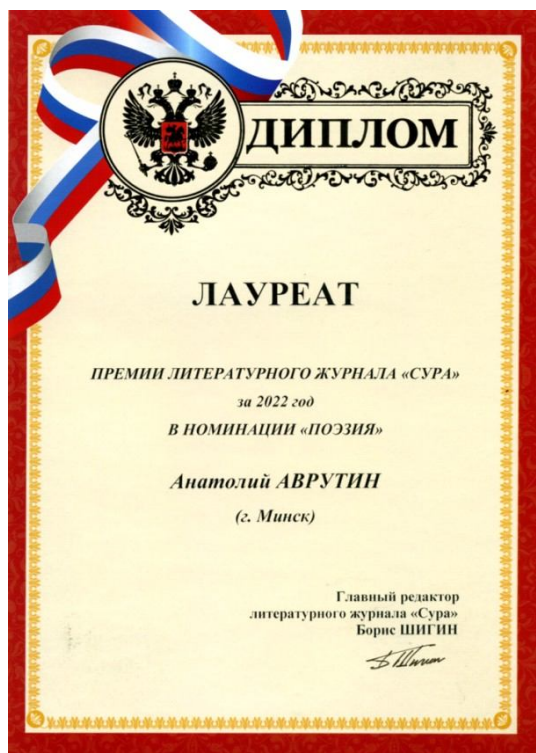 ДИПЛОМ
ЛАУРЕАТ
ПРЕМИИ ЛИТЕРАТУРНОГО ЖУРНАЛА «СУРА»
за 2022 год
В НОМИНАЦИИ «ПОЭЗИЯ»
Анатолий АВРУТИН
(г. Минск)
Главный редактор
литературного журнала «Сура»
Борис ШИГИН